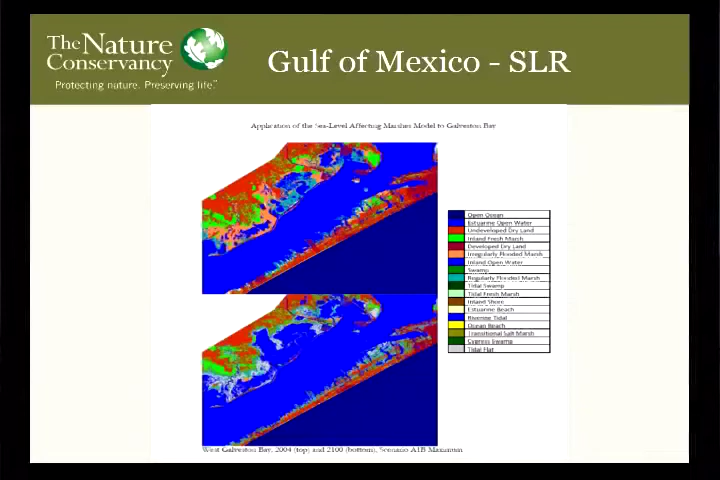 The Nature
Conservancy
Protecting nature. Preserving life.™
Gulf of Mexico - SLR
Application of the Sea-Level Affecting Marshes Model to Galveston Bay
Open Ocean
Estuarine Open Water
Undeveloped Dry Land
Inland Fresh Marsh
Developed Dry Land
Irregularly Flooded Marsh
Inland Open Water
Swamp
Regularly Flooded Marsh
Tidal Swamp
Tidal Fresh Marsh
Inland Shore
Estuarine Beach
Riverine Tidal
Ocean Beach
Transitional Salt Marsh
Cypress Swamp
Tidal Flat
West Galveston Bay, 2004 (top) and 2100 (bottom), Scenario A1B Maximum